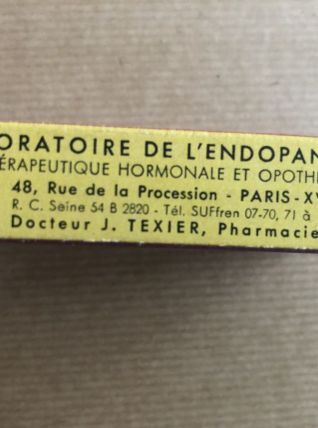 ORATOIRE DE L'ENDOPAN
ÉRAPEUTIQUE HORMONALE ET OPOTHÉ
48, Rue de la Procession - PARIS-XV
R. C. Seine 54 B 2820 - Tél. SUFfren 07-70, 71 à
Docteur J. TEXIER, Pharmacie